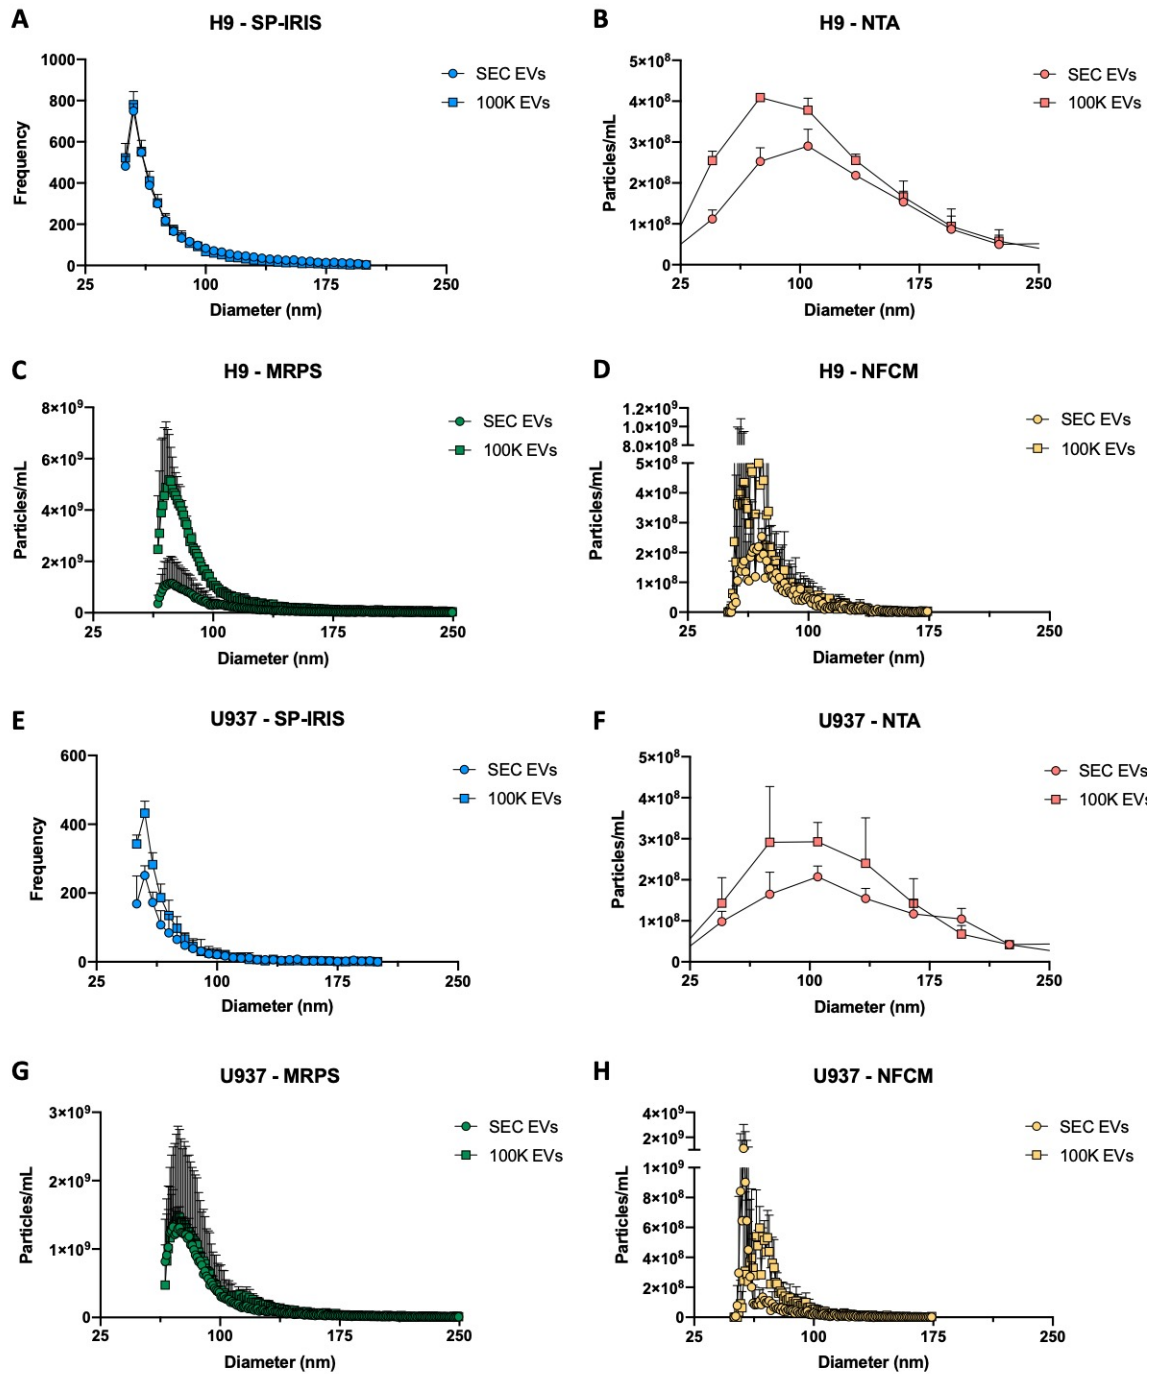 A
H9 - SP-IRIS
1000
800
600
400
200
0
Frequency
25 100 175 250
Diameter (nm)
SEC EVs
100K EVs
B
H9 - NTA
5×10⁸
4×10⁸
3×10⁸
2×10⁸
1×10⁸
0
Particles/mL
25 100 175 250
Diameter (nm)
SEC EVs
100K EVs
C
H9 - MRPS
8×10⁹
6×10⁹
4×10⁹
2×10⁹
0
Particles/mL
25 100 175 250
Diameter (nm)
SEC EVs
100K EVs
D
H9 - NFCM
1.2×10⁹
1.0×10⁹
8.0×10⁸
5×10⁸
4×10⁸
3×10⁸
2×10⁸
1×10⁸
0
Particles/mL
25 100 175 250
Diameter (nm)
SEC EVs
100K EVs
E
U937 - SP-IRIS
600
400
200
0
Frequency
25 100 175 250
Diameter (nm)
SEC EVs
100K EVs
F
U937 - NTA
5×10⁸
4×10⁸
3×10⁸
2×10⁸
1×10⁸
0
Particles/mL
25 100 175 250
Diameter (nm)
SEC EVs
100K EVs
G
U937 - MRPS
3×10⁹
2×10⁹
1×10⁹
0
Particles/mL
25 100 175 250
Diameter (nm)
SEC EVs
100K EVs
H
U937 - NFCM
4×10⁹
2×10⁹
1×10⁹
8×10⁸
6×10⁸
4×10⁸
2×10⁸
0
Particles/mL
25 100 175 250
Diameter (nm)
SEC EVs
100K EVs